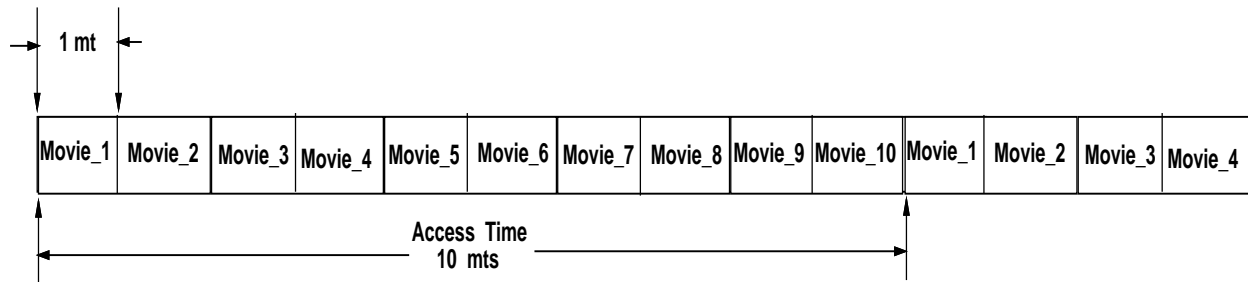 1 mt
Movie_1 Movie_2 Movie_3 Movie_4 Movie_5 Movie_6 Movie_7 Movie_8 Movie_9 Movie_10 Movie_1 Movie_2 Movie_3 Movie_4
Access Time
10 mts